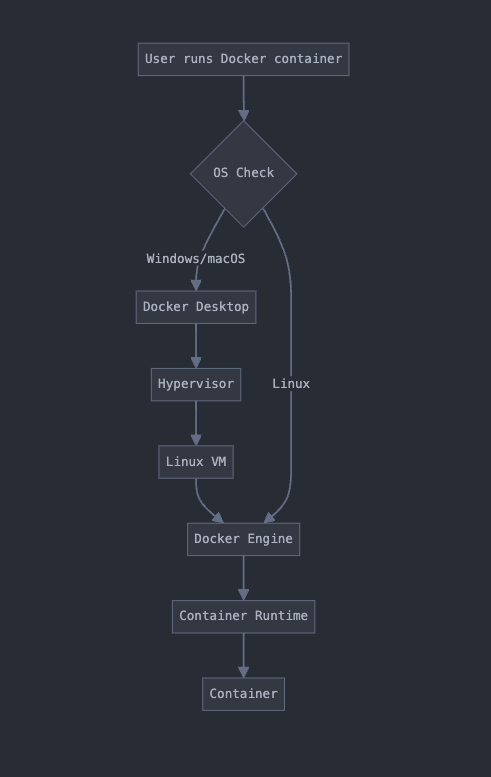 User runs Docker container
OS Check
Windows/macOS
Docker Desktop
Hypervisor
Linux
Linux VM
Docker Engine
Container Runtime
Container